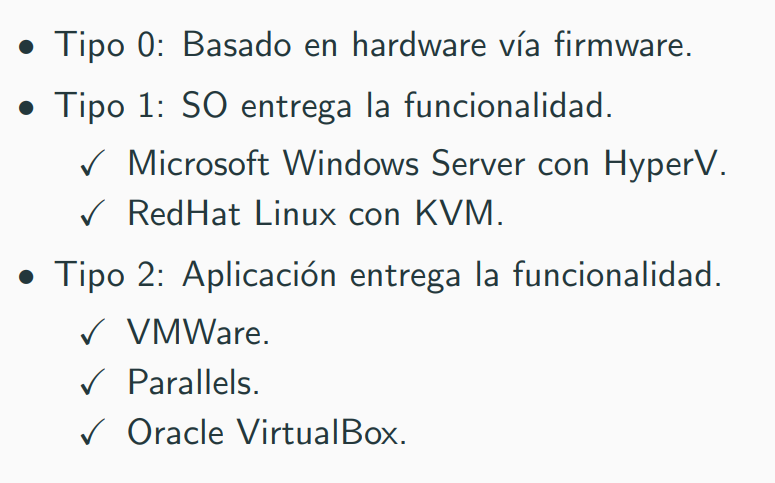 • Tipo 0: Basado en hardware vía firmware.
• Tipo 1: SO entrega la funcionalidad.
✓ Microsoft Windows Server con HyperV.
✓ RedHat Linux con KVM.
• Tipo 2: Aplicación entrega la funcionalidad.
✓ VMWare.
✓ Parallels.
✓ Oracle VirtualBox.